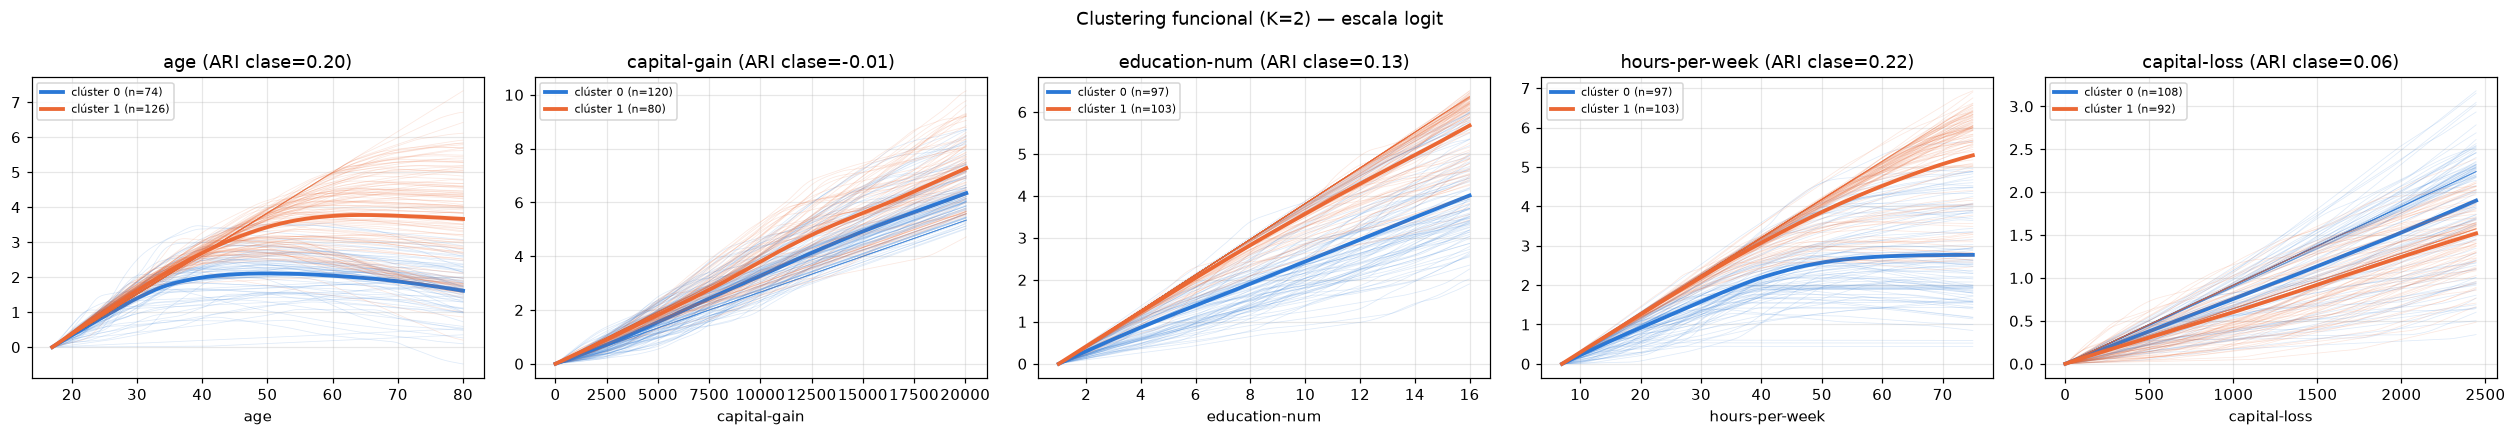 Clustering funcional (K=2) — escala logit
age (ARI clase=0.20)
clúster 0 (n=74)
clúster 1 (n=126)
7
6
5
4
3
2
1
0
20 30 40 50 60 70 80
age
capital-gain (ARI clase=-0.01)
clúster 0 (n=120)
clúster 1 (n=80)
10
8
6
4
2
0
0 2500 5000 7500 10000 12500 15000 17500 20000
capital-gain
education-num (ARI clase=0.13)
clúster 0 (n=97)
clúster 1 (n=103)
6
5
4
3
2
1
0
2 4 6 8 10 12 14 16
education-num
hours-per-week (ARI clase=0.22)
clúster 0 (n=97)
clúster 1 (n=103)
7
6
5
4
3
2
1
0
10 20 30 40 50 60 70
hours-per-week
capital-loss (ARI clase=0.06)
clúster 0 (n=108)
clúster 1 (n=92)
3.0
2.5
2.0
1.5
1.0
0.5
0.0
0 500 1000 1500 2000 2500
capital-loss